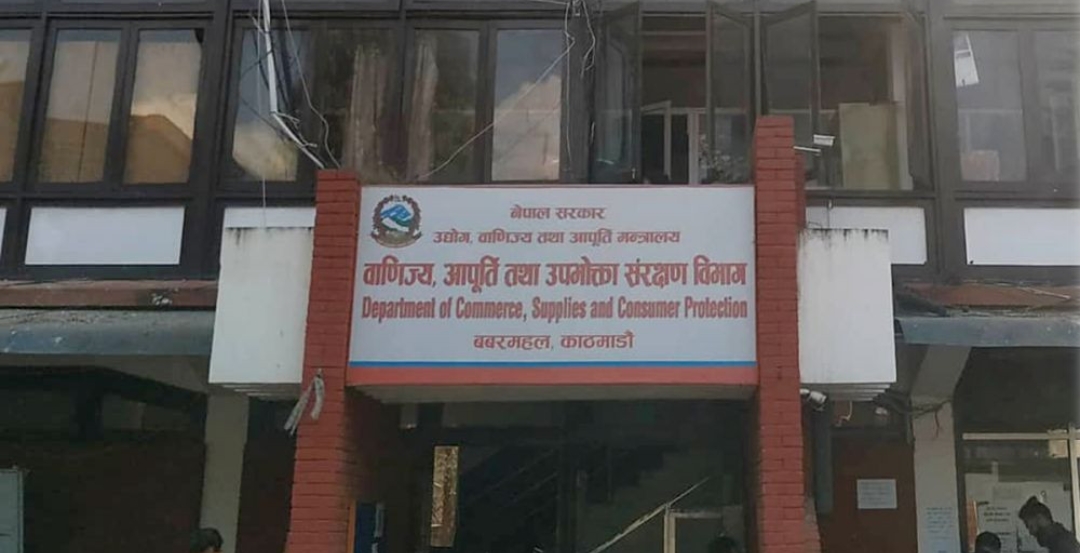 नेपाल सरकार
उद्योग, वाणिज्य तथा आपूर्ति मन्त्रालय
वाणिज्य, आपूर्ति तथा उपभोक्ता संरक्षण विभाग
Department of Commerce, Supplies and Consumer Protection
बबरमहल, काठमाडौं